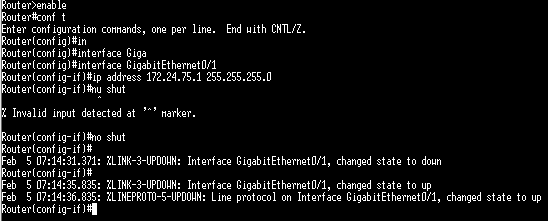 Router>enable
Router#conf t
Enter configuration commands, one per line.  End with CNTL/Z.
Router(config)#in
Router(config)#interface Giga
Router(config)#interface GigabitEthernet0/1
Router(config-if)#ip address 172.24.75.1 255.255.255.0
Router(config-if)#nu shut
^
% Invalid input detected at '^' marker.
Router(config-if)#no shut
Router(config-if)#
Feb  5 07:14:31.371: %LINK-3-UPDOWN: Interface GigabitEthernet0/1, changed state to down
Router(config-if)#
Feb  5 07:14:35.835: %LINK-3-UPDOWN: Interface GigabitEthernet0/1, changed state to up
Feb  5 07:14:36.835: %LINEPROTO-5-UPDOWN: Line protocol on Interface GigabitEthernet0/1, changed state to up
Router(config-if)#